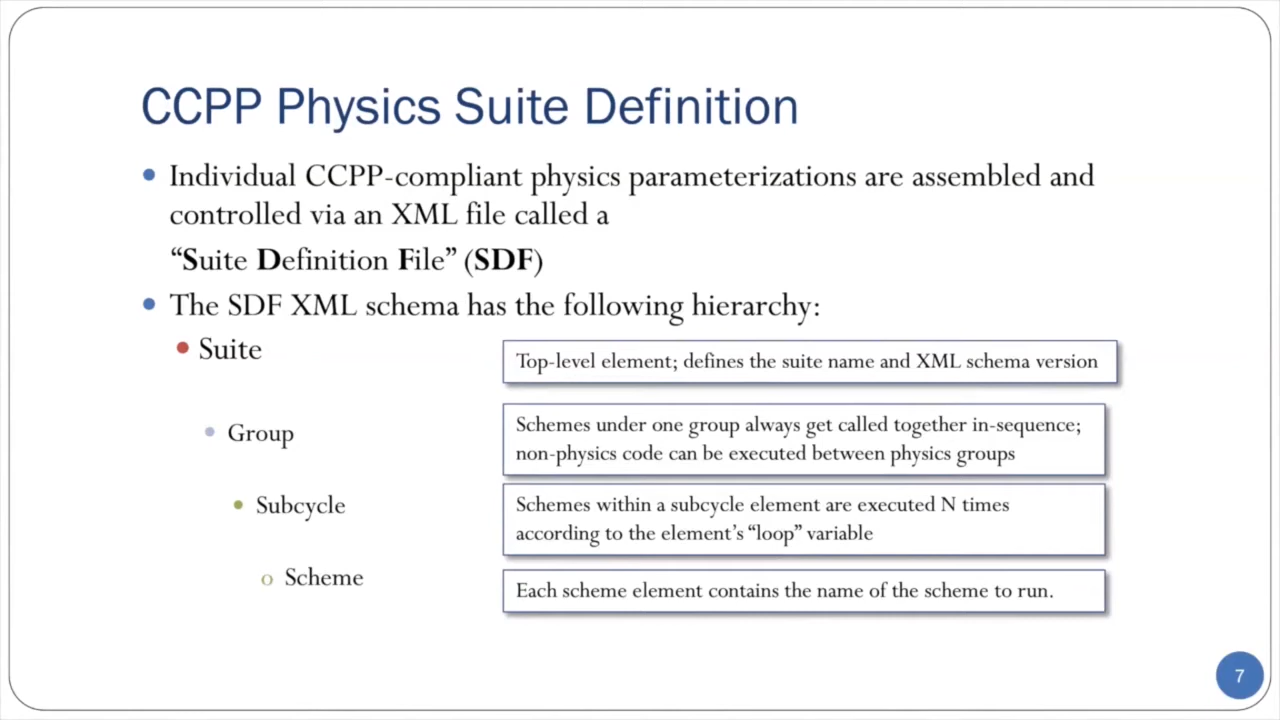 CCPP Physics Suite Definition
• Individual CCPP-compliant physics parameterizations are assembled and
controlled via an XML file called a
“Suite Definition File” (SDF)
• The SDF XML schema has the following hierarchy:
• Suite
Top-level element; defines the suite name and XML schema version
• Group
Schemes under one group always get called together in-sequence;
non-physics code can be executed between physics groups
• Subcycle
Schemes within a subcycle element are executed N times
according to the element’s “loop” variable
o Scheme
Each scheme element contains the name of the scheme to run.
7